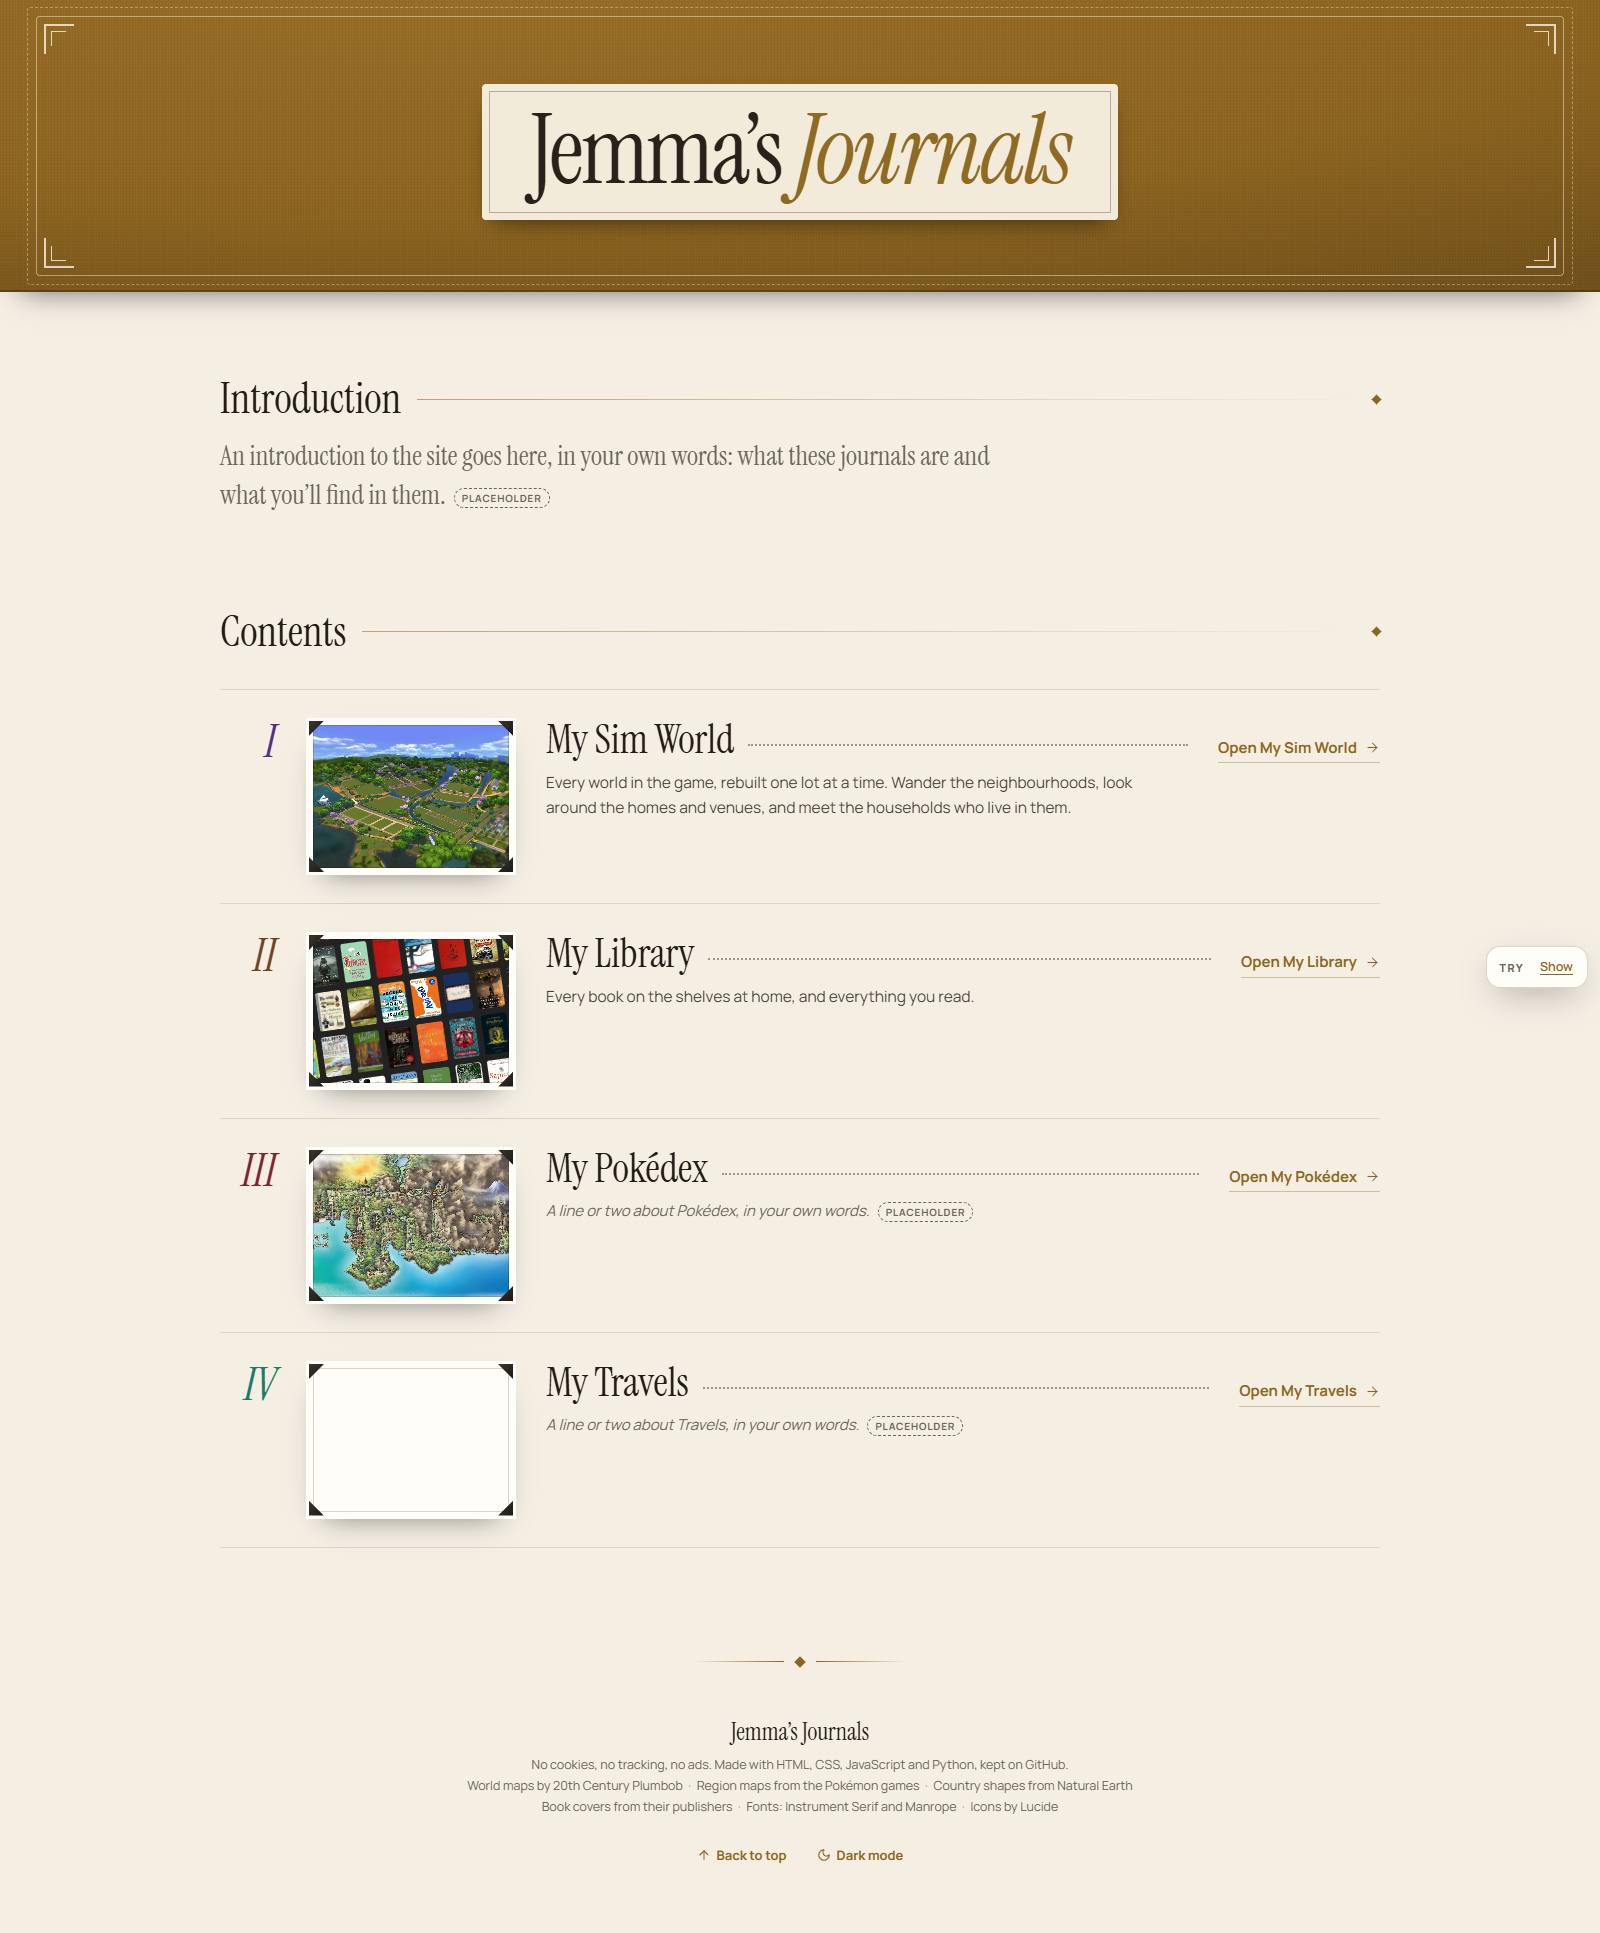 Jemma’s Journals
Introduction
An introduction to the site goes here, in your own words: what these journals are and
what you’ll find in them. PLACEHOLDER
Contents
I
My Sim World
Open My Sim World →
Every world in the game, rebuilt one lot at a time. Wander the neighbourhoods, look
around the homes and venues, and meet the households who live in them.
II
My Library
Open My Library →
Every book on the shelves at home, and everything you read.
TRY Show
III
My Pokédex
Open My Pokédex →
A line or two about Pokédex, in your own words. PLACEHOLDER
IV
My Travels
Open My Travels →
A line or two about Travels, in your own words. PLACEHOLDER
Jemma’s Journals
No cookies, no tracking, no ads. Made with HTML, CSS, JavaScript and Python, kept on GitHub.
World maps by 20th Century Plumbob · Region maps from the Pokémon games · Country shapes from Natural Earth
Book covers from their publishers · Fonts: Instrument Serif and Manrope · Icons by Lucide
↑ Back to top
Dark mode